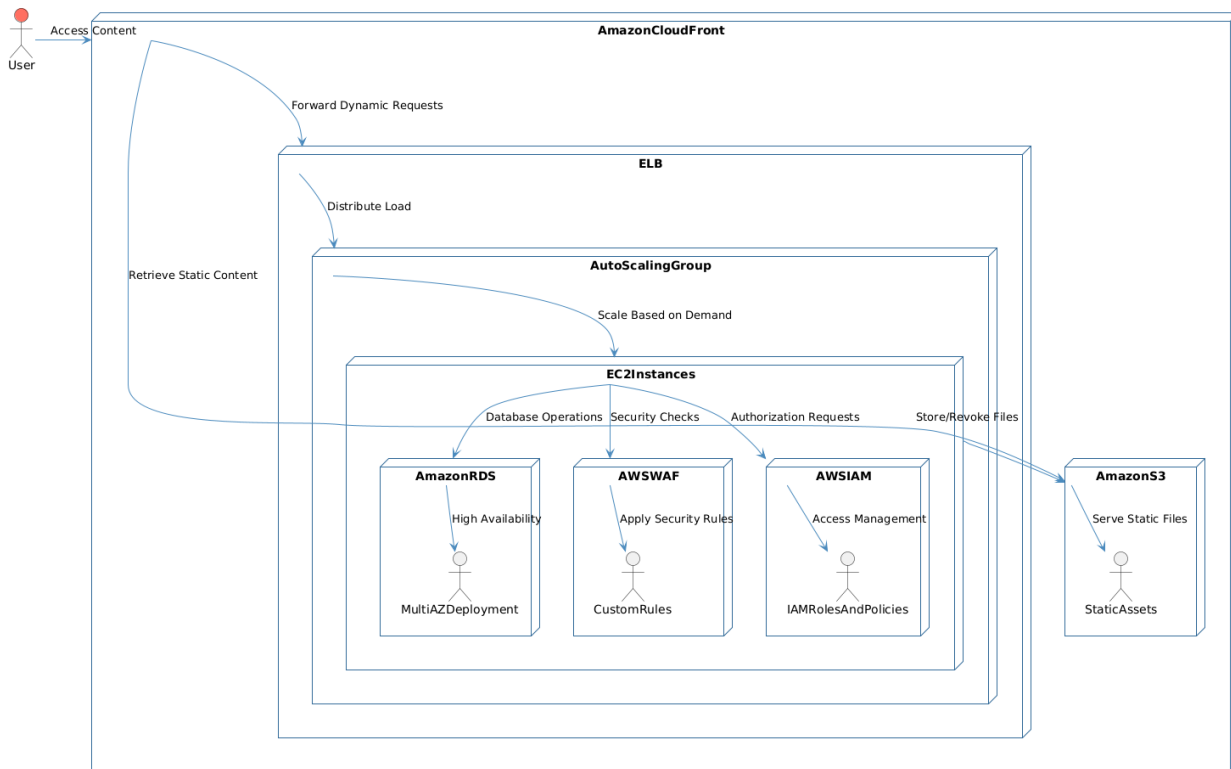 AmazonCloudFront
Access Content
User
Forward Dynamic Requests
ELB
Distribute Load
AutoScalingGroup
Retrieve Static Content
Scale Based on Demand
EC2Instances
Database Operations
Security Checks
Authorization Requests
Store/Revoke Files
AmazonRDS
AWSWAF
AWSIAM
AmazonS3
High Availability
Apply Security Rules
Access Management
Serve Static Files
MultiAZDeployment
CustomRules
IAMRolesAndPolicies
StaticAssets